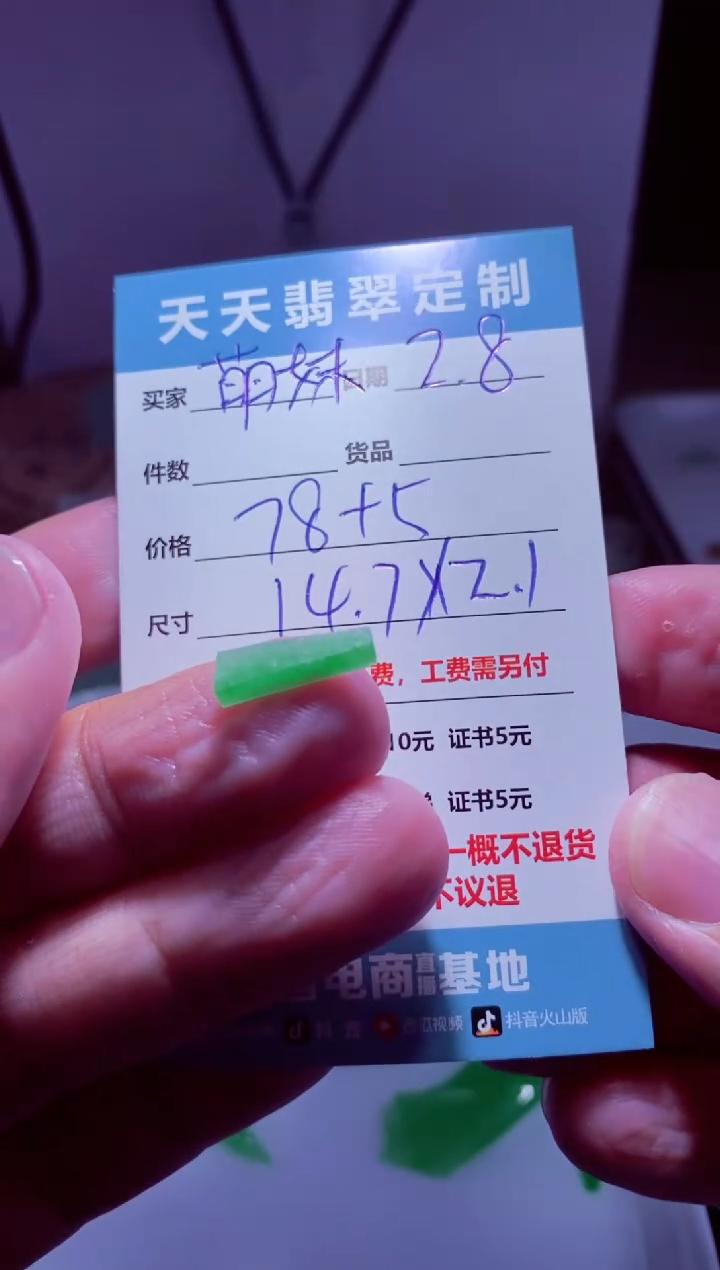 天天翡翠定制
买家 萌妹 日期 2.8
件数 货品
价格 78+5
尺寸 14.7X2.1
费，工费需另付
10元 证书5元
证书5元
一概不退货
不议退
电商直播基地
抖音 视频 抖音火山版